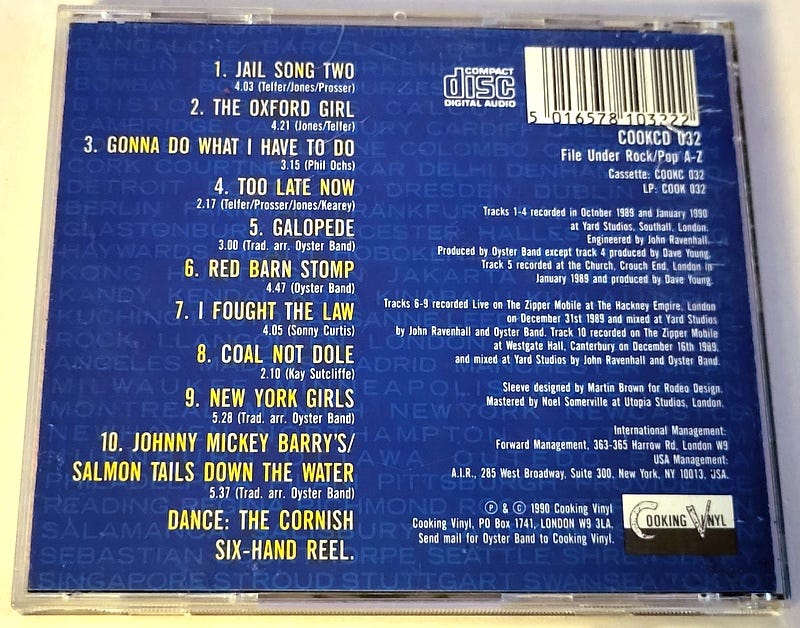 1. JAIL SONG TWO
4.03 (Telfer/Jones/Prosser)
2. THE OXFORD GIRL
4.21 (Jones/Telfer)
3. GONNA DO WHAT I HAVE TO DO
3.15 (Phil Ochs)
4. TOO LATE NOW
2.17 (Telfer/Prosser/Jones/Kearey)
5. GALOPEDE
3.00 (Trad. arr. Oyster Band)
6. RED BARN STOMP
4.47 (Oyster Band)
7. I FOUGHT THE LAW
4.05 (Sonny Curtis)
8. COAL NOT DOLE
2.10 (Kay Sutcliffe)
9. NEW YORK GIRLS
5.28 (Trad. arr. Oyster Band)
10. JOHNNY MICKEY BARRY'S/
SALMON TAILS DOWN THE WATER
5.37 (Trad. arr. Oyster Band)
DANCE: THE CORNISH
SIX-HAND REEL.
COMPACT
disc
DIGITAL AUDIO
5 016578 103222
COOKCD 032
File Under Rock/Pop A-Z
Cassette: COOKC 032
LP: COOK 032
Tracks 1-4 recorded in October 1989 and January 1990
at Yard Studios, Southall, London.
Engineered by John Ravenhall.
Produced by Oyster Band except track 4 produced by Dave Young.
Track 5 recorded at the Church, Crouch End, London in
January 1989 and produced by Dave Young.
Tracks 6-9 recorded Live on The Zipper Mobile at The Hackney Empire, London
on December 31st 1989 and mixed at Yard Studios
by John Ravenhall and Oyster Band. Track 10 recorded on The Zipper Mobile
at Westgate Hall, Canterbury on December 16th 1989,
and mixed at Yard Studios by John Ravenhall and Oyster Band.
Sleeve designed by Martin Brown for Rodeo Design.
Mastered by Noel Somerville at Utopia Studios, London.
International Management:
Forward Management, 363-365 Harrow Rd, London W9
USA Management:
A.I.R., 285 West Broadway, Suite 300, New York, NY 10013, USA.
Ⓟ & © 1990 Cooking Vinyl
Cooking Vinyl, PO Box 1741, LONDON W9 3LA.
Send mail for Oyster Band to Cooking Vinyl.
COOKING VINYL
SINGAPORE STROUD STUTTGART SWANSEA TOKYO